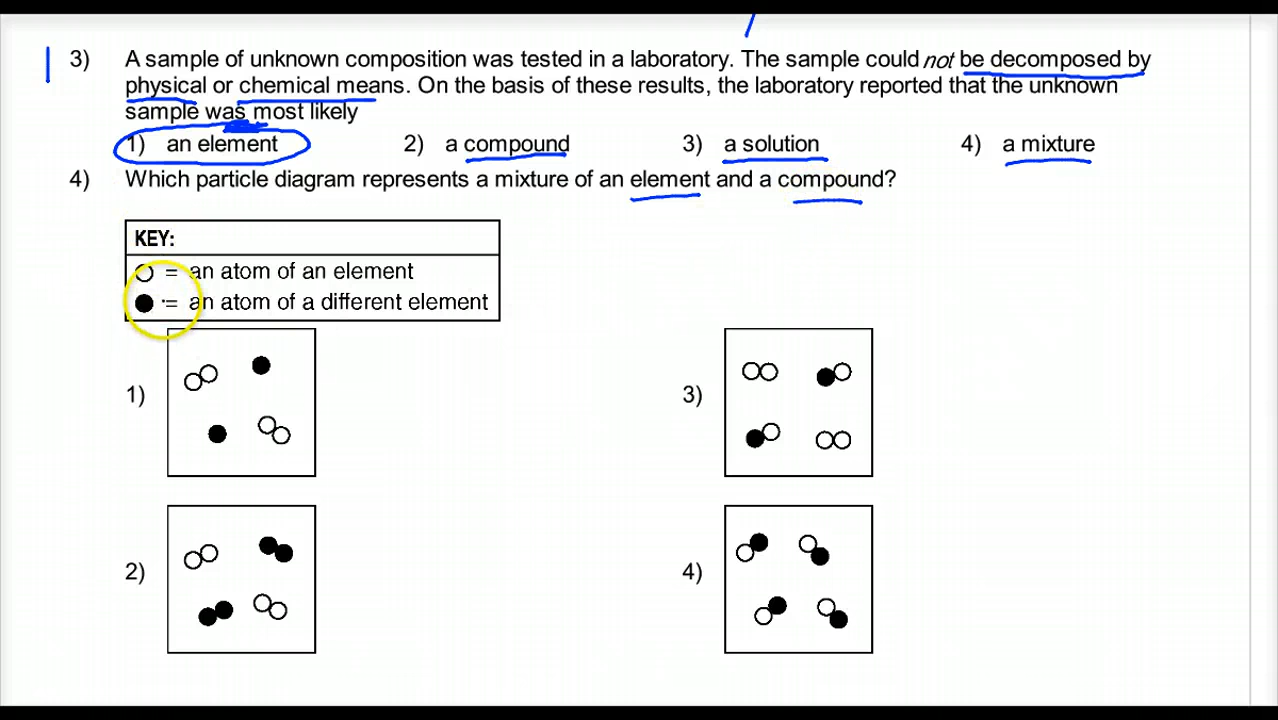 3) A sample of unknown composition was tested in a laboratory. The sample could not be decomposed by
physical or chemical means. On the basis of these results, the laboratory reported that the unknown
sample was most likely
1) an element 2) a compound 3) a solution 4) a mixture
4) Which particle diagram represents a mixture of an element and a compound?
KEY:
= an atom of an element
= an atom of a different element
1)
3)
2)
4)